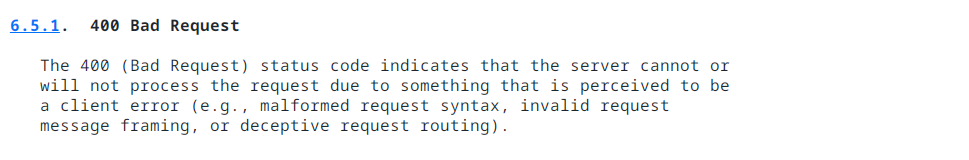 6.5.1.  400 Bad Request
The 400 (Bad Request) status code indicates that the server cannot or
will not process the request due to something that is perceived to be
a client error (e.g., malformed request syntax, invalid request
message framing, or deceptive request routing).